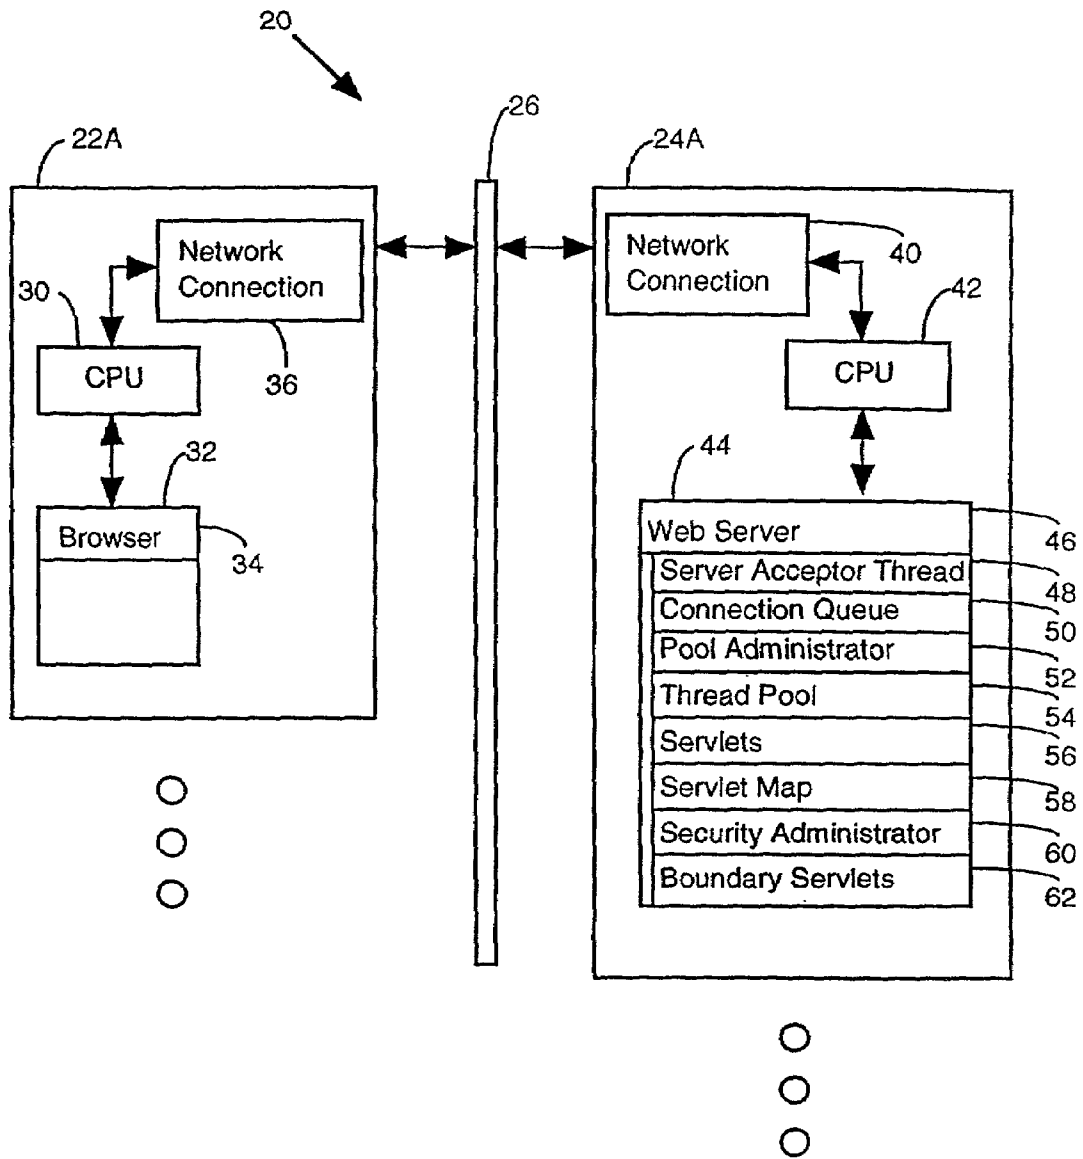 20
22A
26
24A
Network
Connection
36
30
CPU
32
Browser
34
Network
Connection
40
42
CPU
44
Web Server
46
Server Acceptor Thread
48
Connection Queue
50
Pool Administrator
52
Thread Pool
54
Servlets
56
Servlet Map
58
Security Administrator
60
Boundary Servlets
62